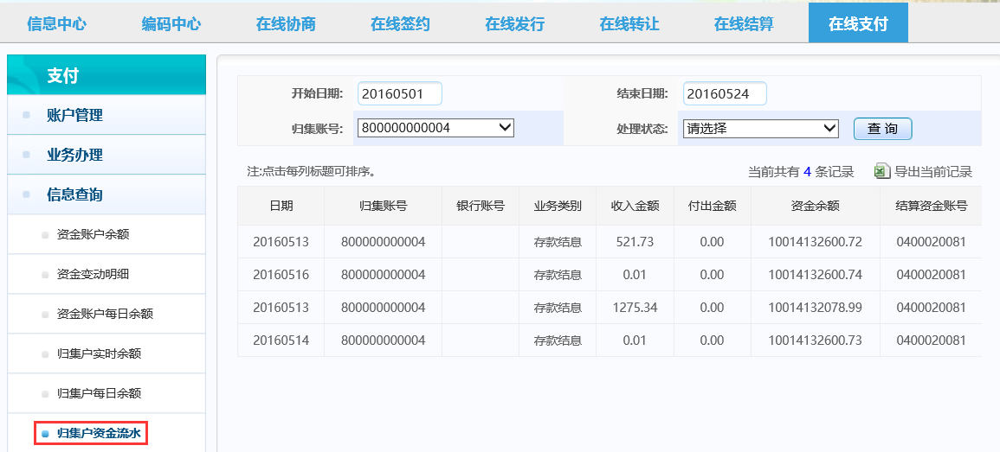 信息中心 编码中心 在线协商 在线签约 在线发行 在线转让 在线结算 在线支付
支付
账户管理
业务办理
信息查询
资金账户余额
资金变动明细
资金账户每日余额
归集户实时余额
归集户每日余额
归集户资金流水
开始日期: 20160501 结束日期: 20160524
归集账号: 800000000004 处理状态: 请选择 查 询
注:点击每列标题可排序。 当前共有 4 条记录 导出当前记录
日期 归集账号 银行账号 业务类别 收入金额 付出金额 资金余额 结算资金账号
20160513 800000000004 存款结息 521.73 0.00 10014132600.72 0400020081
20160516 800000000004 存款结息 0.01 0.00 10014132600.74 0400020081
20160513 800000000004 存款结息 1275.34 0.00 10014132078.99 0400020081
20160514 800000000004 存款结息 0.01 0.00 10014132600.73 0400020081